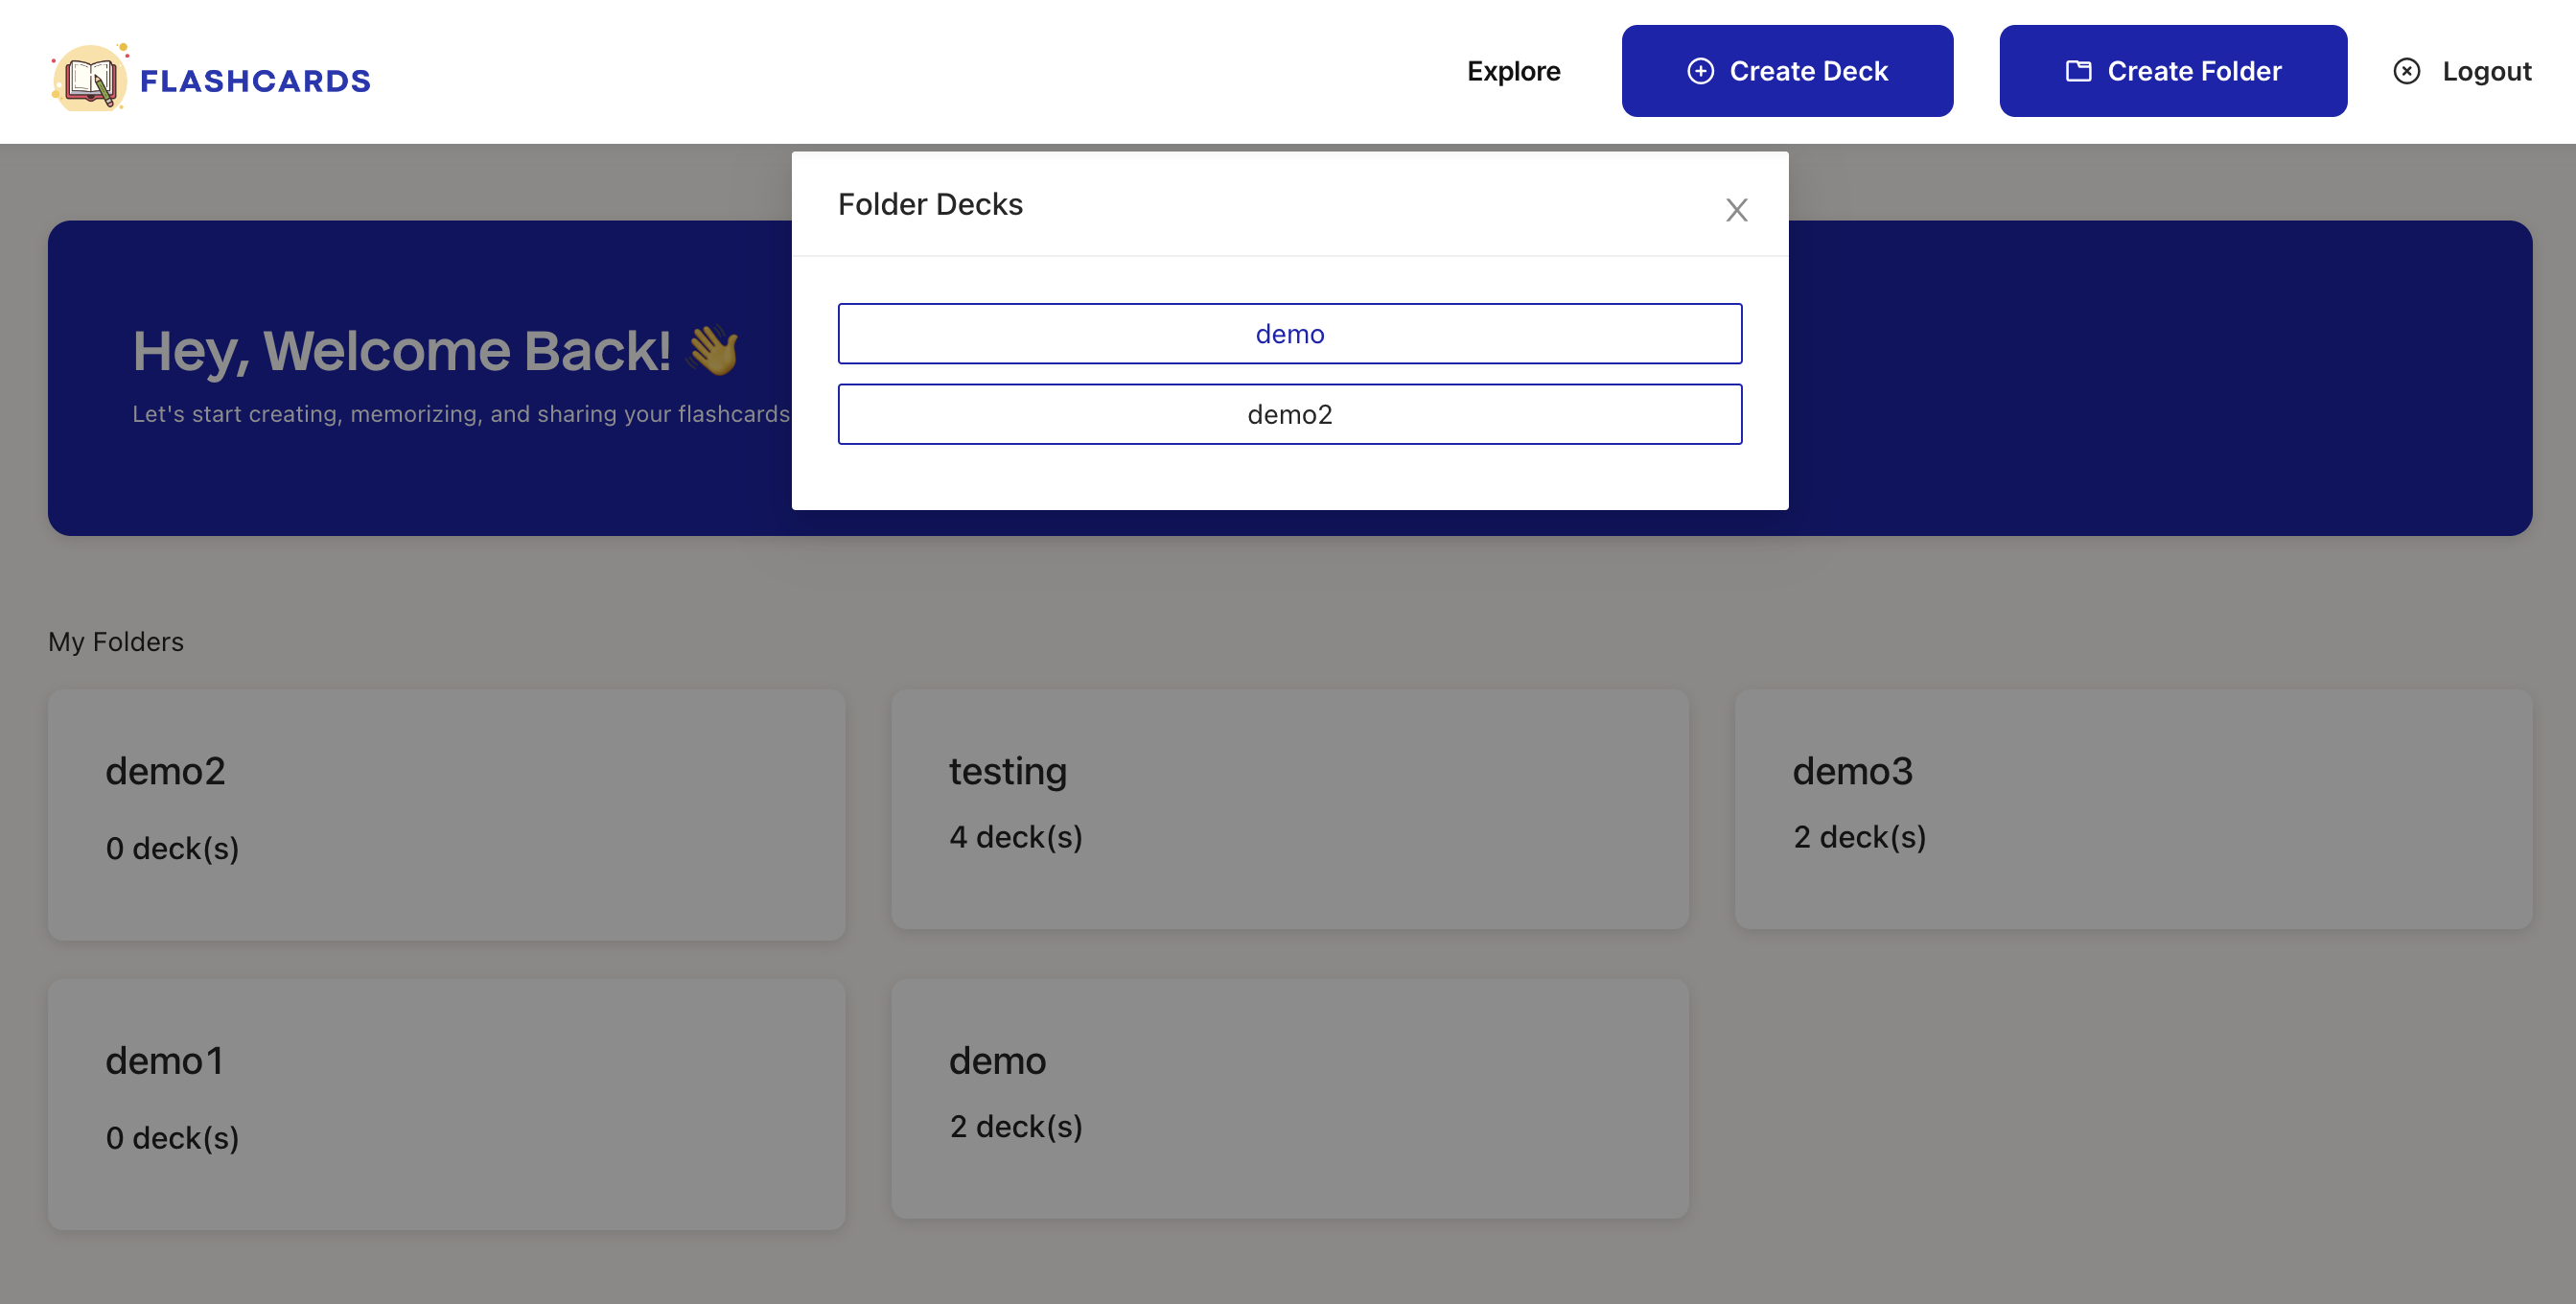 FLASHCARDS
Explore
Create Deck
Create Folder
Logout
Folder Decks
demo
demo2
Hey, Welcome Back! 👋
Let's start creating, memorizing, and sharing your flashcards
My Folders
demo2
0 deck(s)
testing
4 deck(s)
demo3
2 deck(s)
demo1
0 deck(s)
demo
2 deck(s)